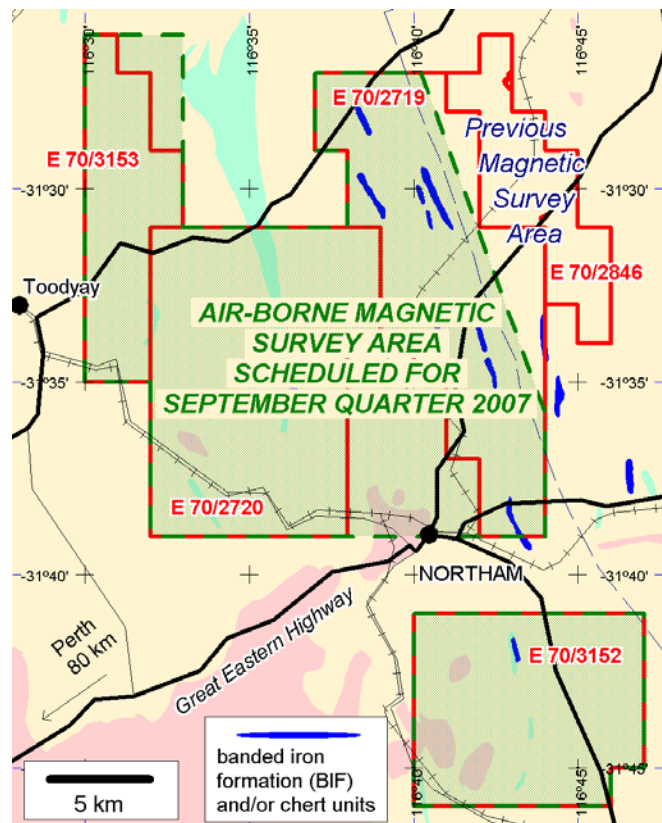 116°30'
116°35'
116°40'
116°45'
E 70/2719
Previous
Magnetic
Survey
Area
E 70/3153
-31°30'
-31°30'
E 70/2846
Toodyay
AIR-BORNE MAGNETIC
SURVEY AREA
SCHEDULED FOR
SEPTEMBER QUARTER 2007
-31°35'
-31°35'
E 70/2720
-31°40'
NORTHAM
-31°40'
Perth
80 km
Great Eastern Highway
E 70/3152
banded iron
formation (BIF)
and/or chert units
5 km
116°40'
116°45'
-31°45'